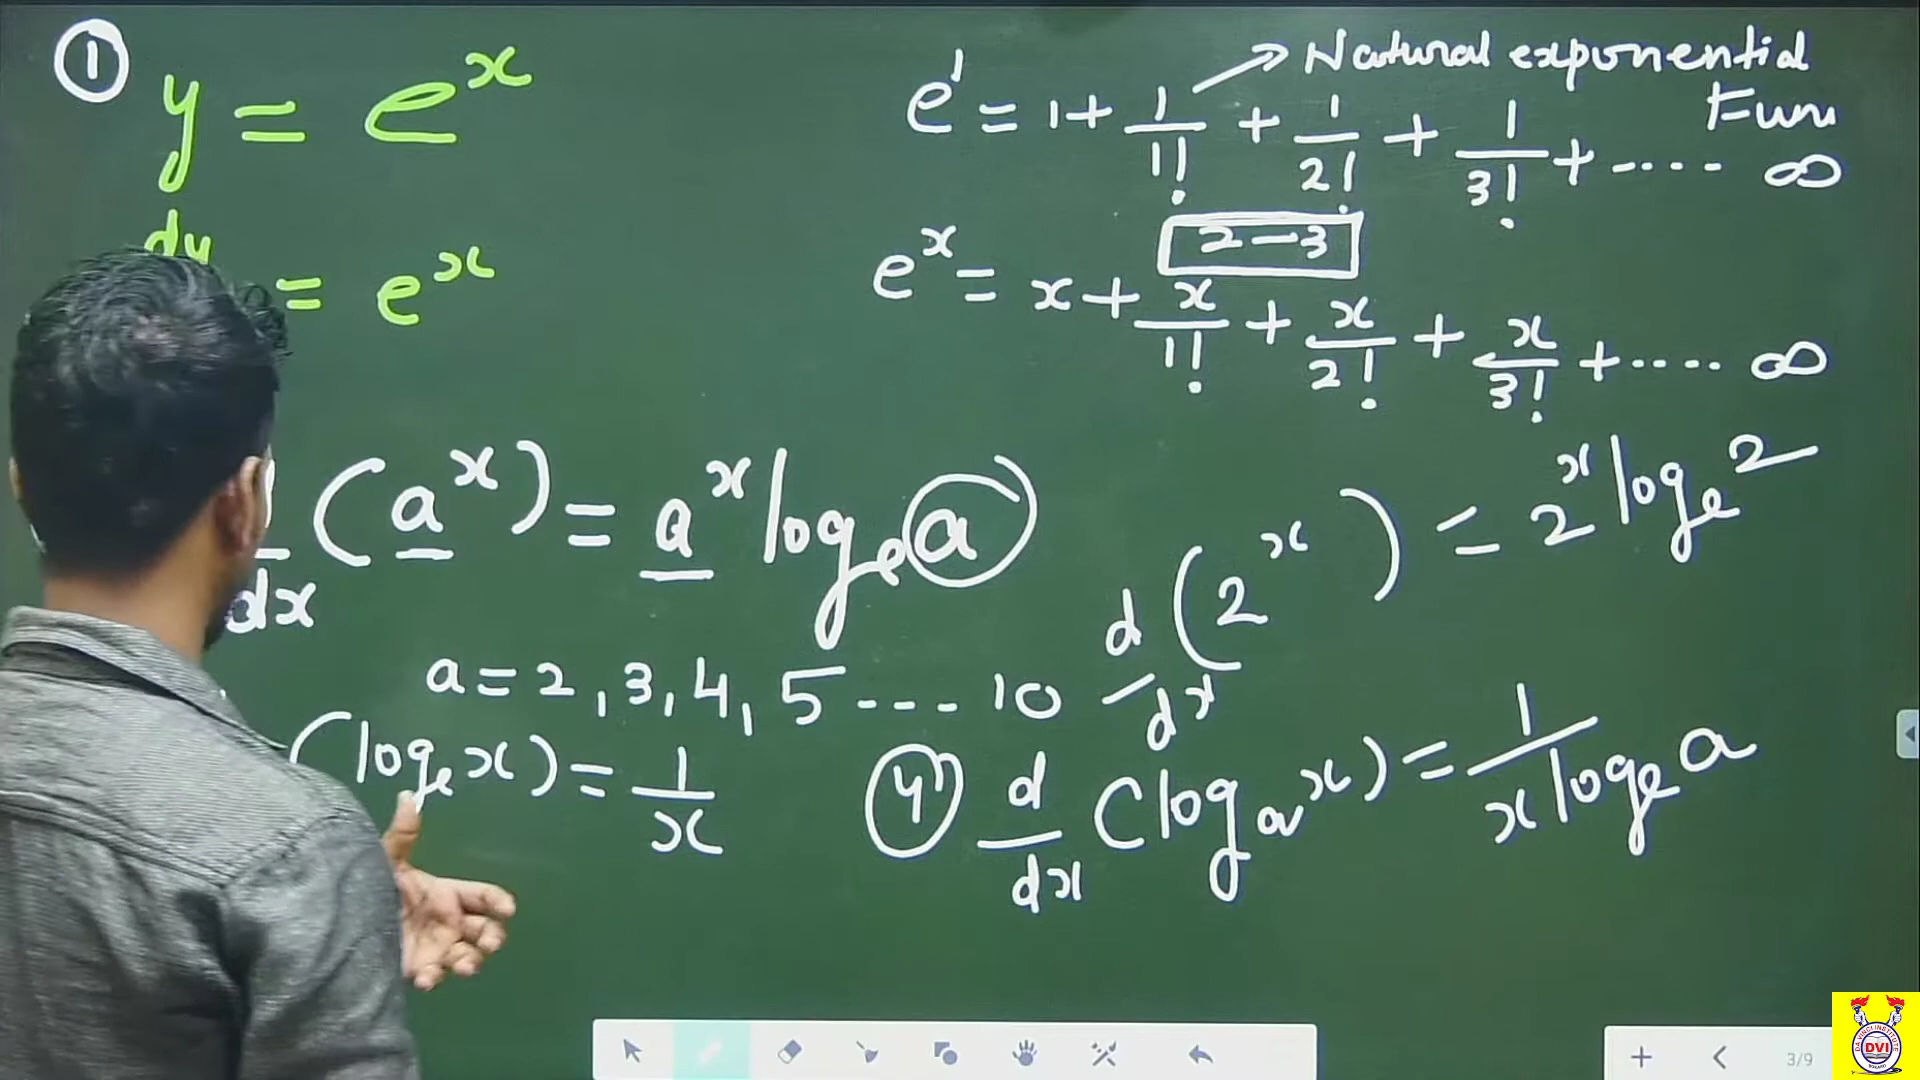 ① y = e^x
dy = e^x
e^1 = 1 + 1/1! + 1/2! + 1/3! + ---- ∞
→ Natural exponential
Fun
2-3
e^x = x + x/1! + x/2! + x/3! + ---- ∞
dx (a^x) = a^x log_e a
d/dx (2^x) = 2^x log_e 2
a = 2, 3, 4, 5 --- 10
(log_e x) = 1/x
④ d/dx (log_a x) = 1/(x log_e a)
3/9
DVI